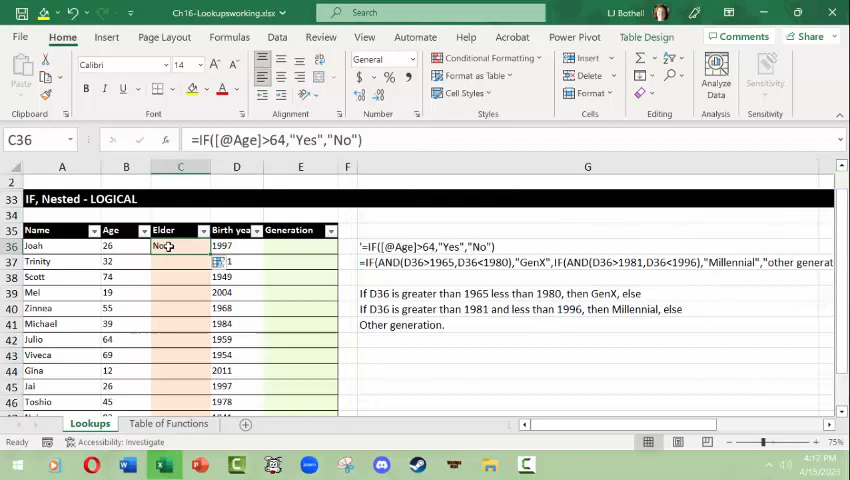 Ch16-Lookupsworking.xlsx
Search
LJ Bothell
File Home Insert Draw Page Layout Formulas Data Review View Automate Help Acrobat Power Pivot Table Design Comments Share
Paste
Calibri 14 General Conditional Formatting Insert
Format as Table Delete
Cell Styles Format
Analyze Data
Sensitivity
Clipboard Font Alignment Number Styles Cells Editing Analysis Sensitivity
C36 =IF([@Age]>64,"Yes","No")
A B C D E F G
2
33 IF, Nested - LOGICAL
34
35 Name Age Elder Birth yea Generation
36 Joah 26 No 1997 '=IF([@Age]>64,"Yes","No")
37 Trinity 32 1 =IF(AND(D36>1965,D36<1980),"GenX",IF(AND(D36>1981,D36<1996),"Millennial","other generat
38 Scott 74 1949
39 Mel 19 2004 If D36 is greater than 1965 less than 1980, then GenX, else
40 Zinnea 55 1968 If D36 is greater than 1981 and less than 1996, then Millennial, else
41 Michael 39 1984 Other generation.
42 Julio 64 1959
43 Viveca 69 1954
44 Gina 12 2011
45 Jai 26 1997
46 Toshio 45 1978
Lookups Table of Functions
Ready Accessibility: Investigate 75%
4:12 PM
4/15/2023